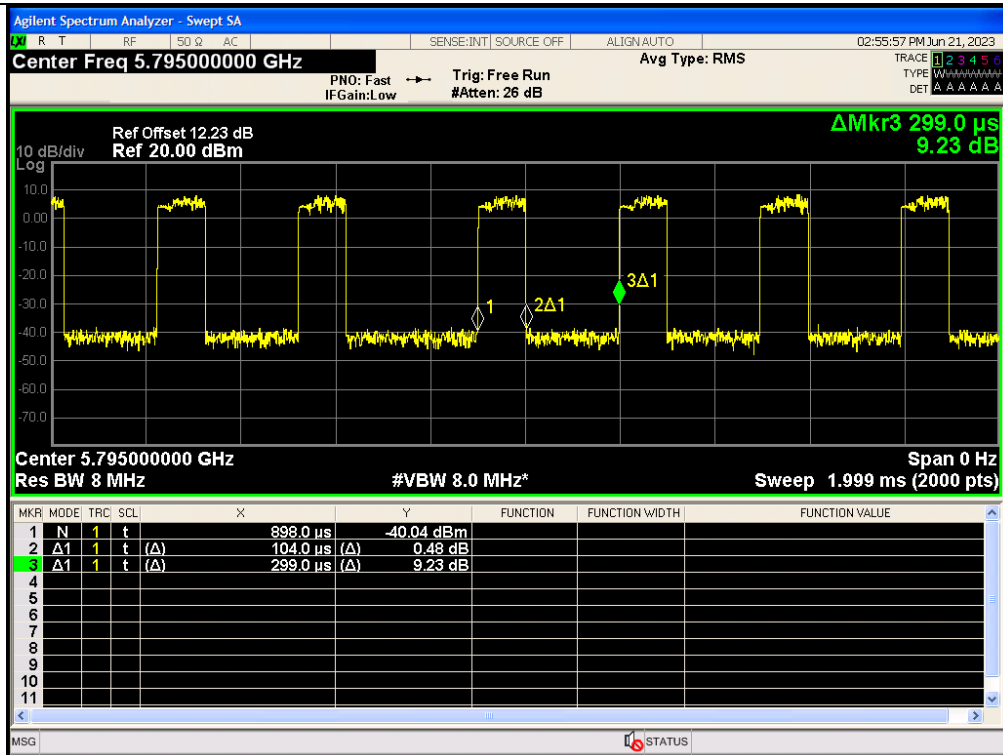 Agilent Spectrum Analyzer - Swept SA
LXI R T RF 50 Ω AC SENSE:INT SOURCE OFF ALIGN AUTO 02:55:57 PM Jun 21, 2023
Center Freq 5.795000000 GHz Avg Type: RMS TRACE 1 2 3 4 5 6
PNO: Fast Trig: Free Run TYPE W
IFGain:Low #Atten: 26 dB DET A A A A A A
ΔMkr3 299.0 µs
Ref Offset 12.23 dB
10 dB/div Ref 20.00 dBm 9.23 dB
Log
10.0
0.00
-10.0
-20.0
3Δ1
-30.0
1 2Δ1
-40.0
-50.0
-60.0
-70.0
Center 5.795000000 GHz Span 0 Hz
Res BW 8 MHz #VBW 8.0 MHz* Sweep 1.999 ms (2000 pts)
MKR MODE TRC SCL X Y FUNCTION FUNCTION WIDTH FUNCTION VALUE
1 N 1 t 898.0 µs -40.04 dBm
2 Δ1 1 t (Δ) 104.0 µs (Δ) 0.48 dB
3 Δ1 1 t (Δ) 299.0 µs (Δ) 9.23 dB
4
5
6
7
8
9
10
11
MSG STATUS